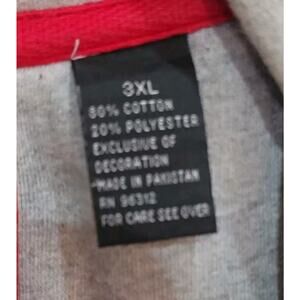 3XL
80% COTTON
20% POLYESTER
EXCLUSIVE OF
DECORATION
MADE IN PAKISTAN
RN 96312
FOR CARE SEE OVER